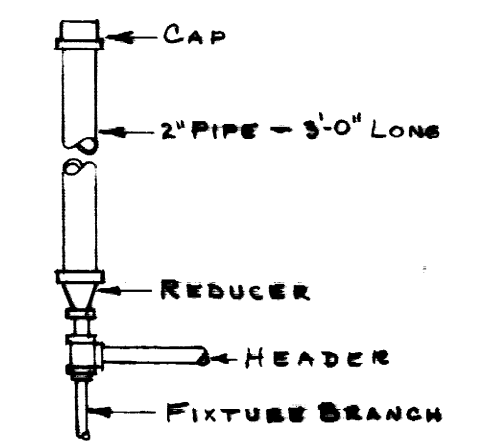 CAP
2" PIPE - 3'-0" LONG
REDUCER
HEADER
FIXTURE BRANCH